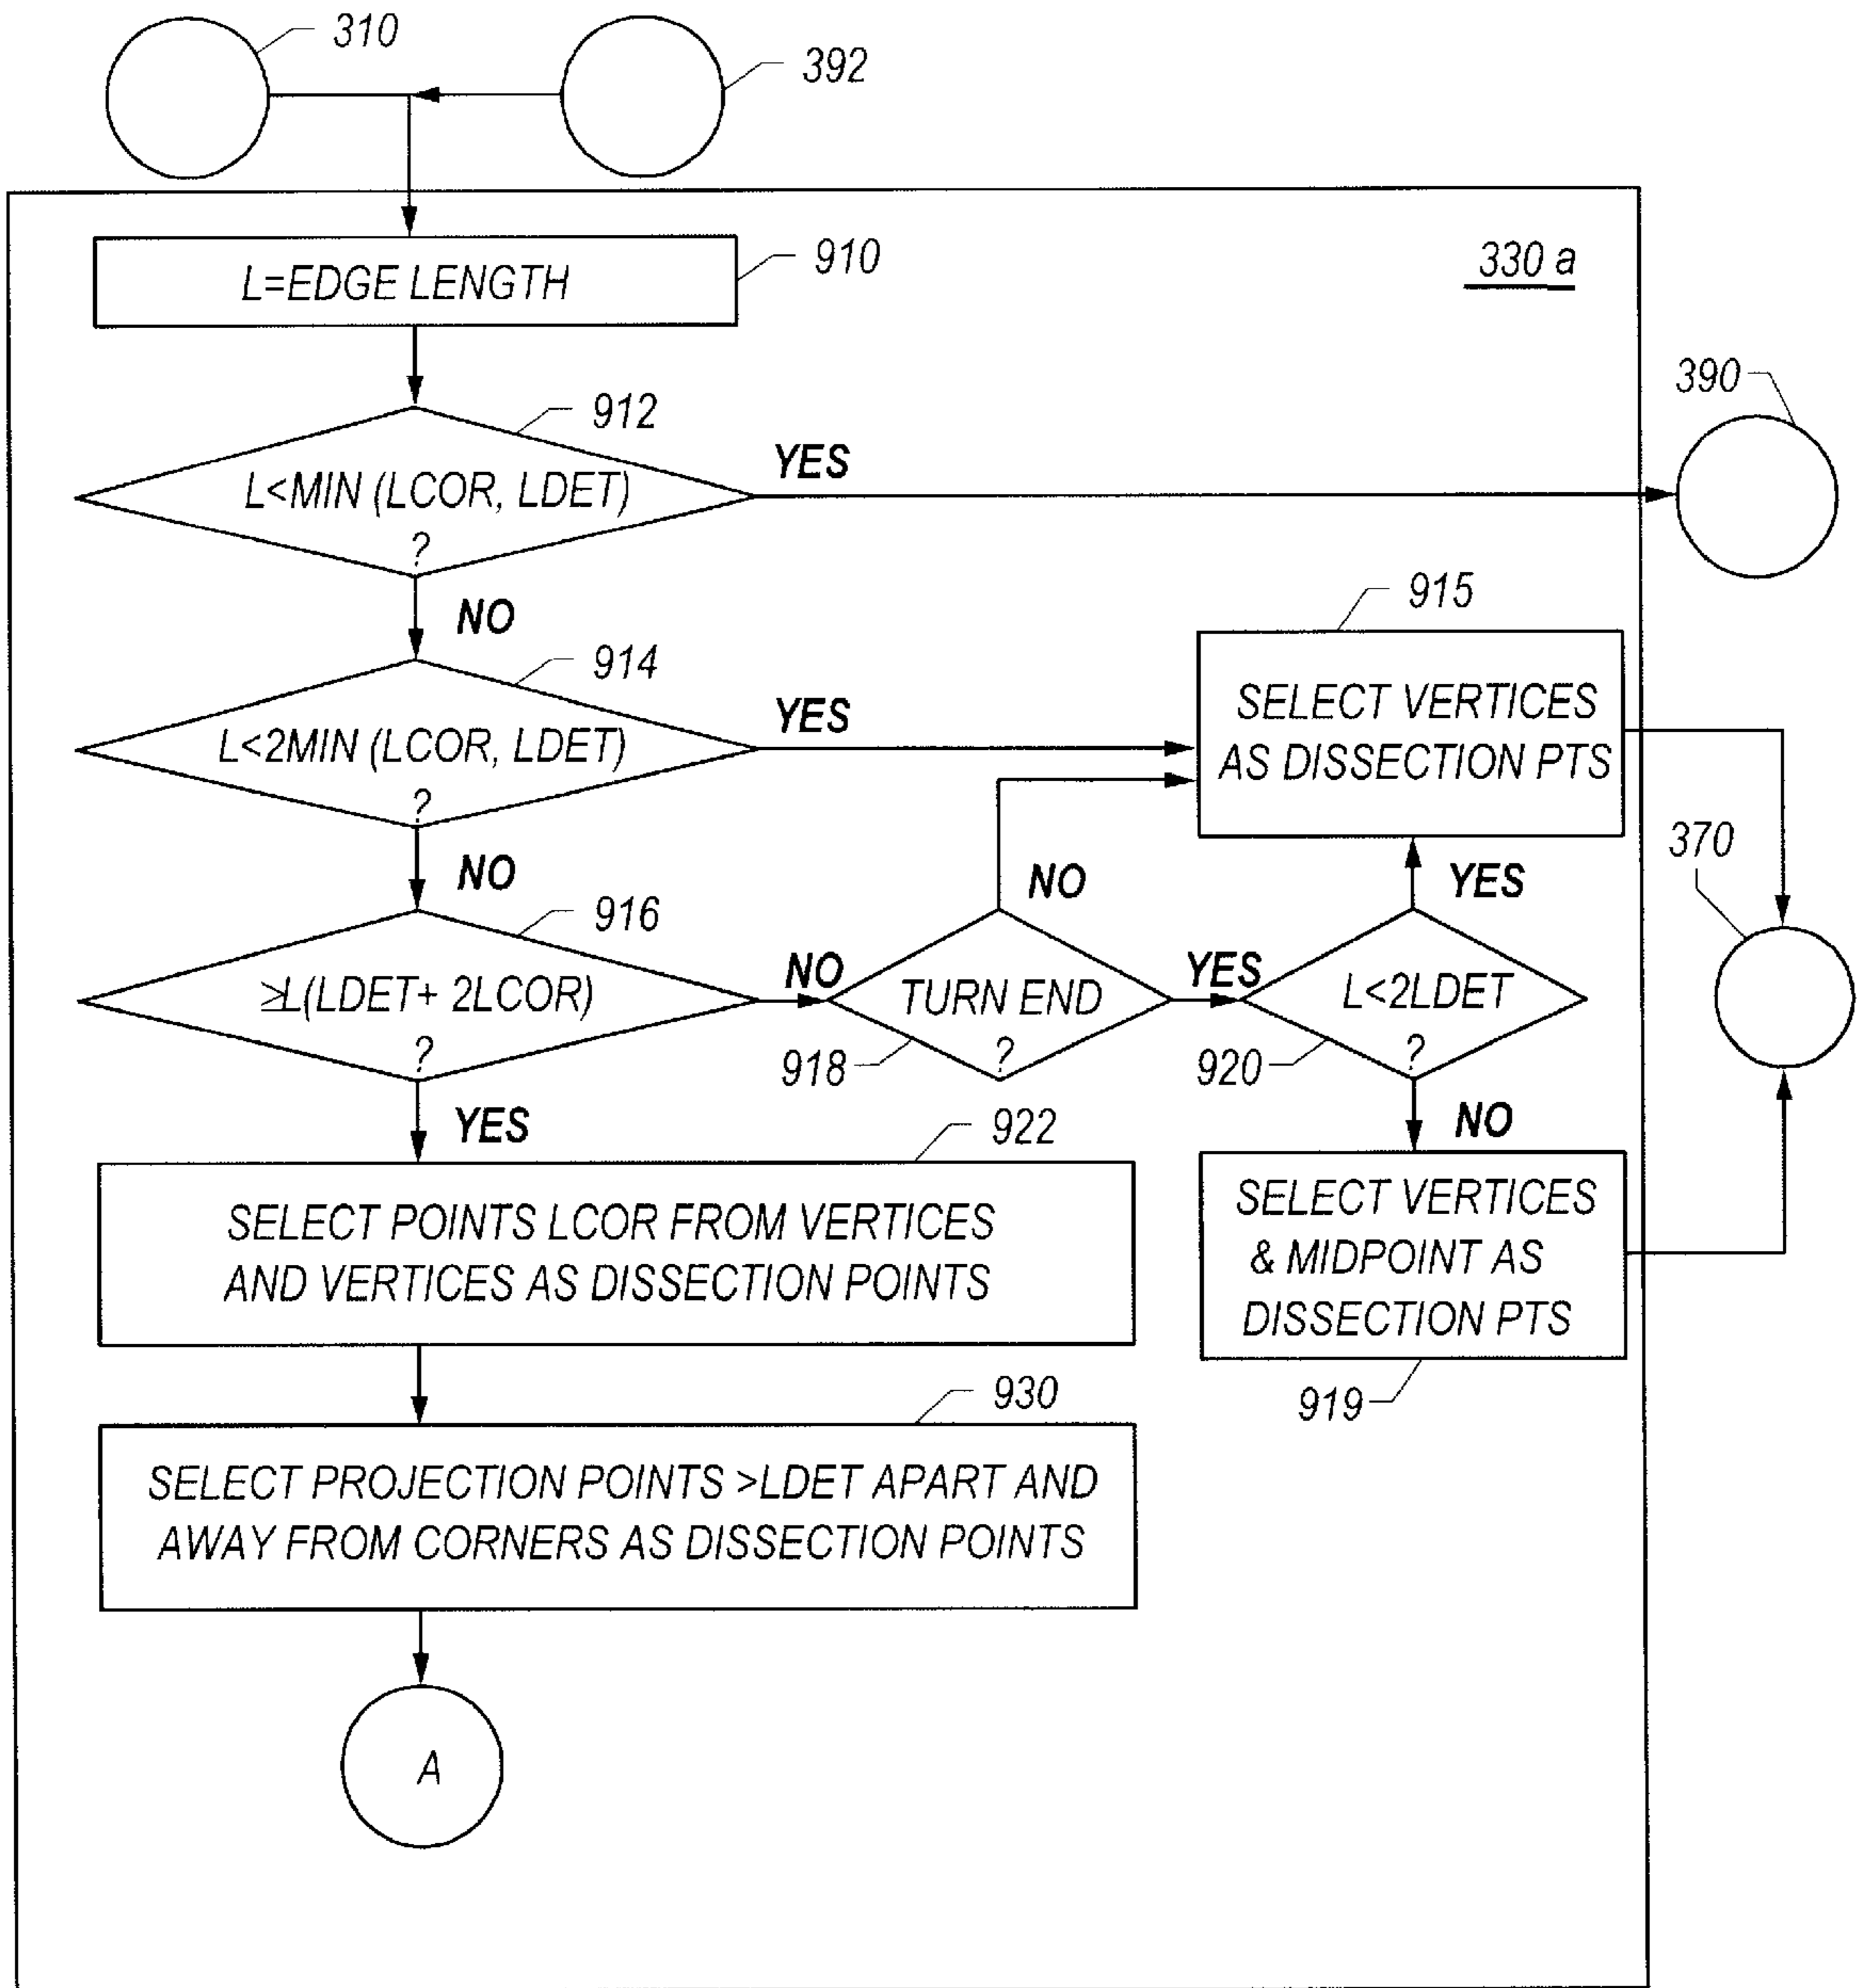 310
392
330 a
L=EDGE LENGTH
910
912
L<MIN (LCOR, LDET)
?
YES
390
NO
914
L<2MIN (LCOR, LDET)
?
YES
915
SELECT VERTICES
AS DISSECTION PTS
370
NO
916
≥L(LDET+ 2LCOR)
?
NO
NO
TURN END
?
918
YES
YES
L<2LDET
?
920
YES
922
SELECT POINTS LCOR FROM VERTICES
AND VERTICES AS DISSECTION POINTS
NO
SELECT VERTICES
& MIDPOINT AS
DISSECTION PTS
919
930
SELECT PROJECTION POINTS >LDET APART AND
AWAY FROM CORNERS AS DISSECTION POINTS
A